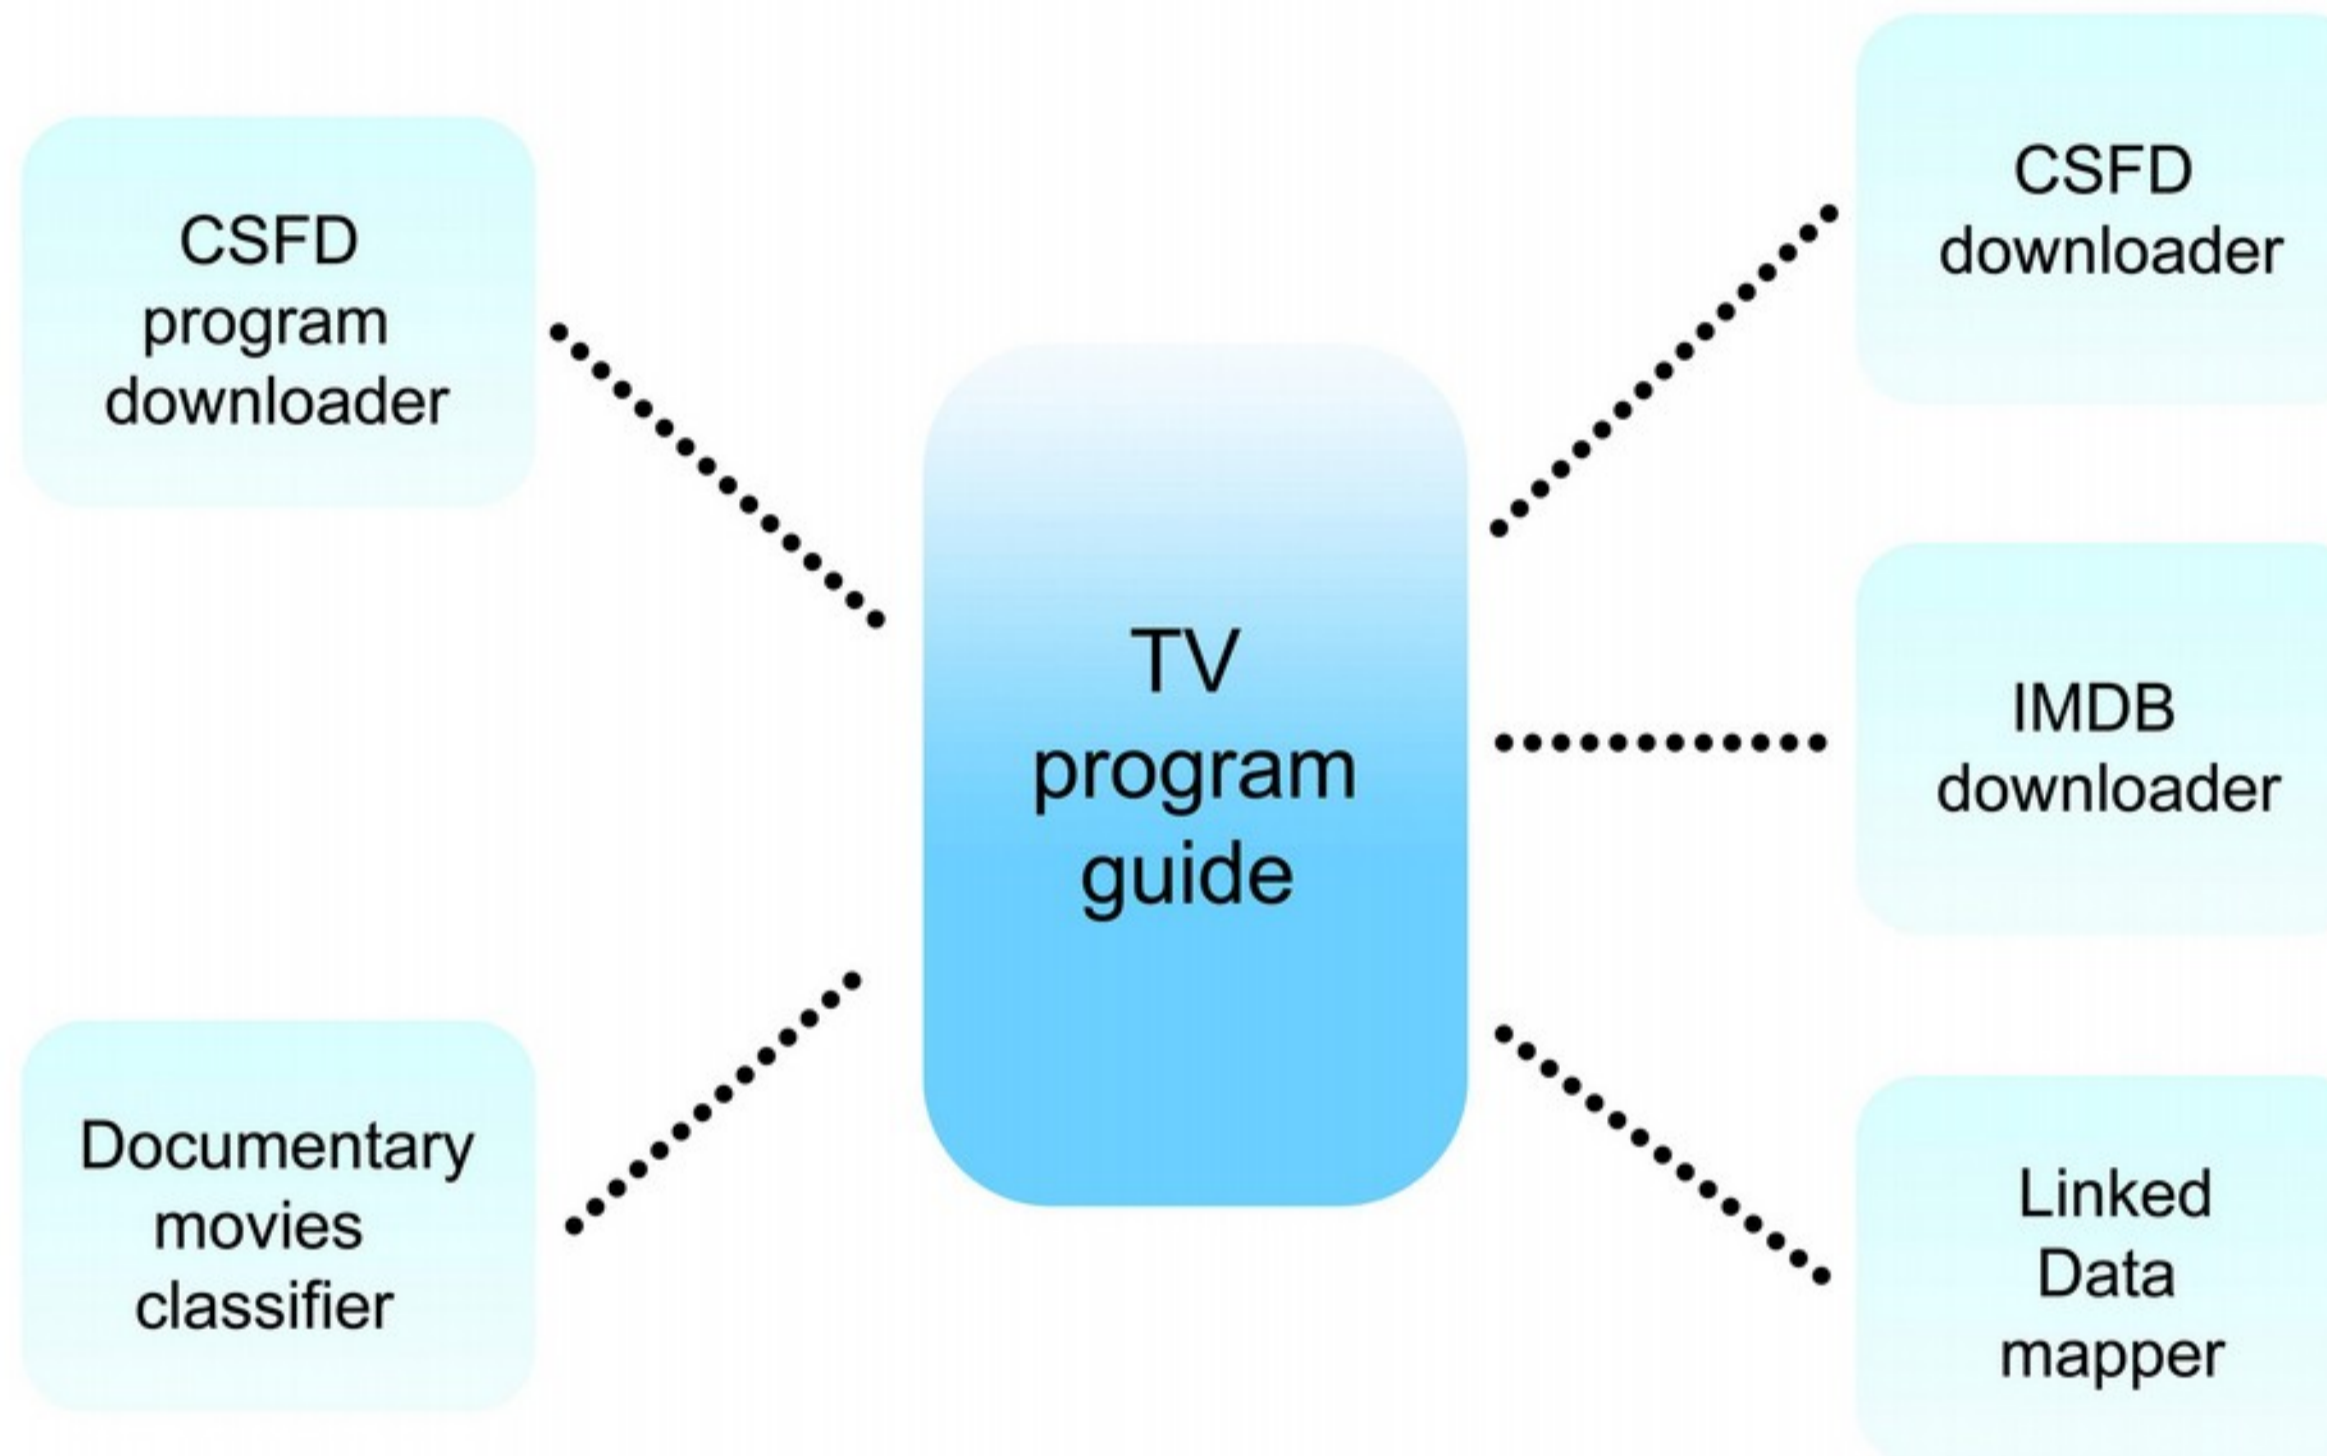 CSFD
program
downloader
Documentary
movies
classifier
TV
program
guide
CSFD
downloader
IMDB
downloader
Linked
Data
mapper